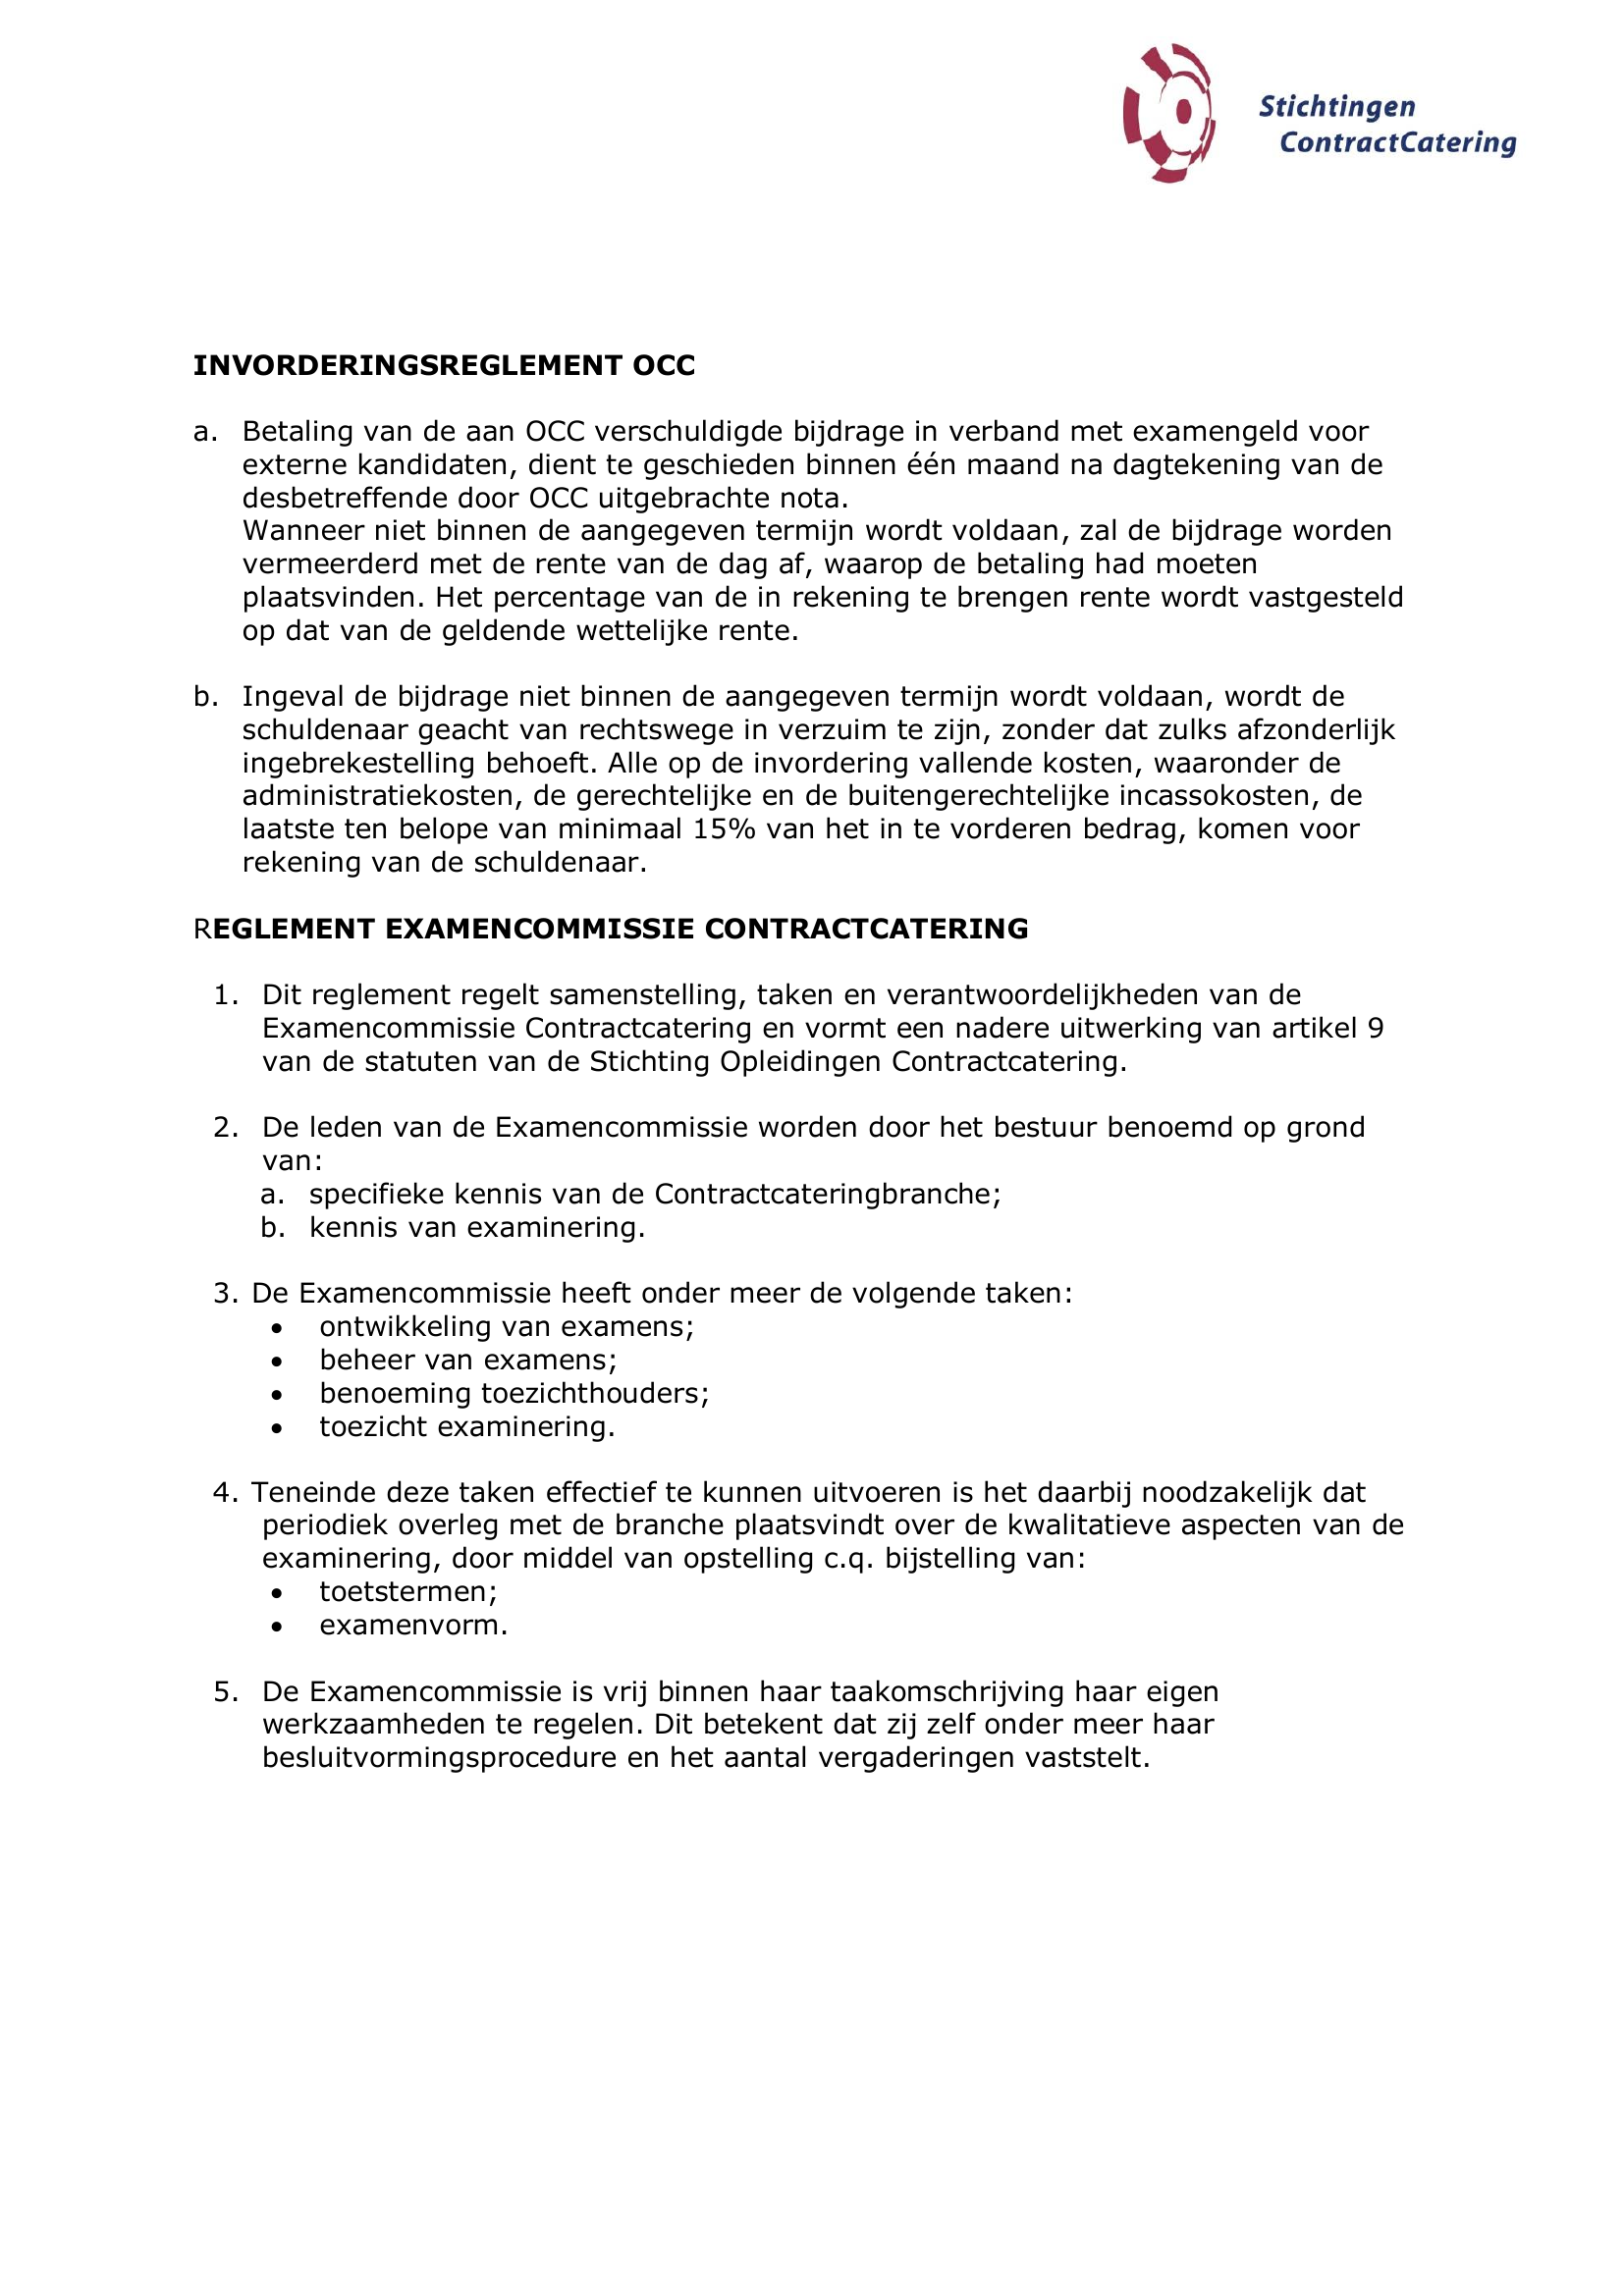 Stichtingen
ContractCatering
INVORDERINGSREGLEMENT OCC
a. Betaling van de aan OCC verschuldigde bijdrage in verband met examengeld voor
externe kandidaten, dient te geschieden binnen één maand na dagtekening van de
desbetreffende door OCC uitgebrachte nota.
Wanneer niet binnen de aangegeven termijn wordt voldaan, zal de bijdrage worden
vermeerderd met de rente van de dag af, waarop de betaling had moeten
plaatsvinden. Het percentage van de in rekening te brengen rente wordt vastgesteld
op dat van de geldende wettelijke rente.
b. Ingeval de bijdrage niet binnen de aangegeven termijn wordt voldaan, wordt de
schuldenaar geacht van rechtswege in verzuim te zijn, zonder dat zulks afzonderlijk
ingebrekestelling behoeft. Alle op de invordering vallende kosten, waaronder de
administratiekosten, de gerechtelijke en de buitengerechtelijke incassokosten, de
laatste ten belope van minimaal 15% van het in te vorderen bedrag, komen voor
rekening van de schuldenaar.
REGLEMENT EXAMENCOMMISSIE CONTRACTCATERING
1. Dit reglement regelt samenstelling, taken en verantwoordelijkheden van de
Examencommissie Contractcatering en vormt een nadere uitwerking van artikel 9
van de statuten van de Stichting Opleidingen Contractcatering.
2. De leden van de Examencommissie worden door het bestuur benoemd op grond
van:
a. specifieke kennis van de Contractcateringbranche;
b. kennis van examinering.
3. De Examencommissie heeft onder meer de volgende taken:
• ontwikkeling van examens;
• beheer van examens;
• benoeming toezichthouders;
• toezicht examinering.
4. Teneinde deze taken effectief te kunnen uitvoeren is het daarbij noodzakelijk dat
periodiek overleg met de branche plaatsvindt over de kwalitatieve aspecten van de
examinering, door middel van opstelling c.q. bijstelling van:
• toetstermen;
• examenvorm.
5. De Examencommissie is vrij binnen haar taakomschrijving haar eigen
werkzaamheden te regelen. Dit betekent dat zij zelf onder meer haar
besluitvormingsprocedure en het aantal vergaderingen vaststelt.